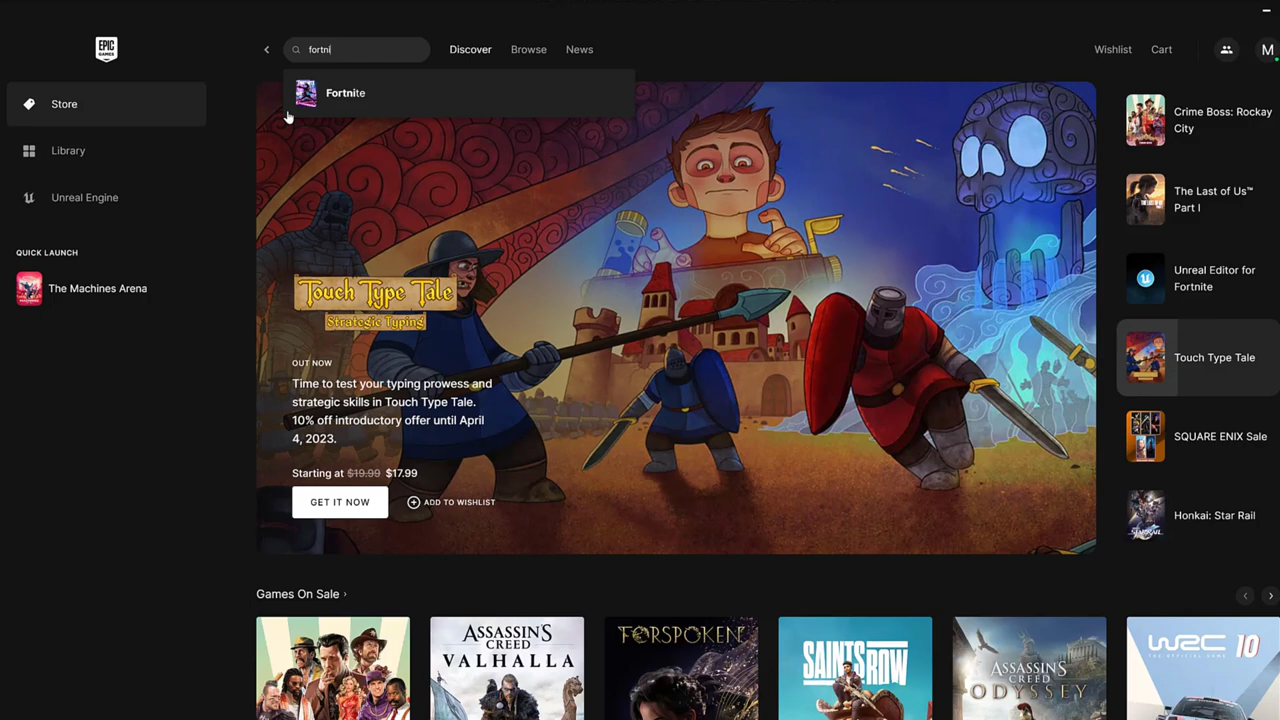 EPIC
GAMES
fortni
Discover
Browse
News
Wishlist
Cart
M
Store
Library
Unreal Engine
QUICK LAUNCH
The Machines Arena
Fortnite
Touch Type Tale
Strategic Typing
OUT NOW
Time to test your typing prowess and
strategic skills in Touch Type Tale.
10% off introductory offer until April
4, 2023.
Starting at $19.99 $17.99
GET IT NOW
ADD TO WISHLIST
Crime Boss: Rockay
City
The Last of Us™
Part I
Unreal Editor for
Fortnite
Touch Type Tale
SQUARE ENIX Sale
Honkai: Star Rail
Games On Sale
ASSASSIN'S
CREED
VALHALLA
FORSPOKEN
SAINTS
ROW
ASSASSIN'S
CREED
ODYSSEY
WRC 10
THE OFFICIAL GAME